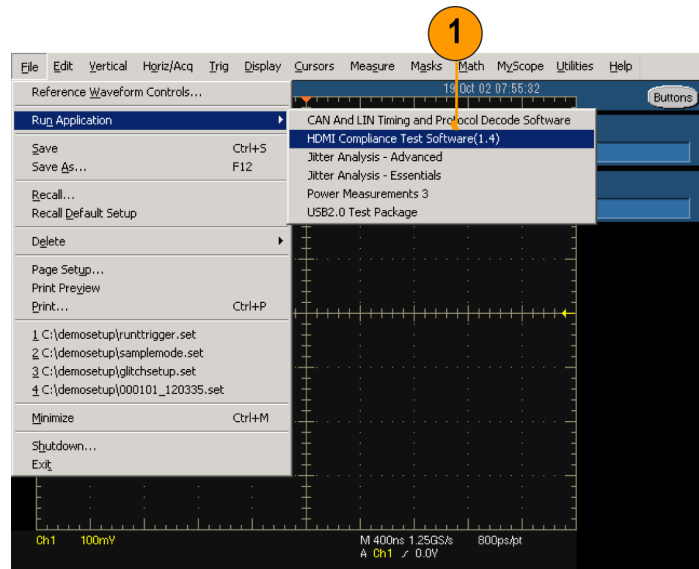 1
File Edit Vertical Horiz/Acq Trig Display Cursors Measure Masks Math MyScope Utilities Help
Reference Waveform Controls...
19 Oct 02 07:55:32
Buttons
Run Application
CAN And LIN Timing and Protocol Decode Software
HDMI Compliance Test Software(1.4)
Jitter Analysis - Advanced
Jitter Analysis - Essentials
Power Measurements 3
USB2.0 Test Package
Save Ctrl+S
Save As... F12
Recall...
Recall Default Setup
Delete
Page Setup...
Print Preview
Print... Ctrl+P
1 C:\demosetup\runttrigger.set
2 C:\demosetup\samplemode.set
3 C:\demosetup\glitchsetup.set
4 C:\demosetup\000101_120335.set
Minimize Ctrl+M
Shutdown...
Exit
Ch1 100mV M 400ns 1.25GS/s 800ps/pt
A Ch1 / 0.0V